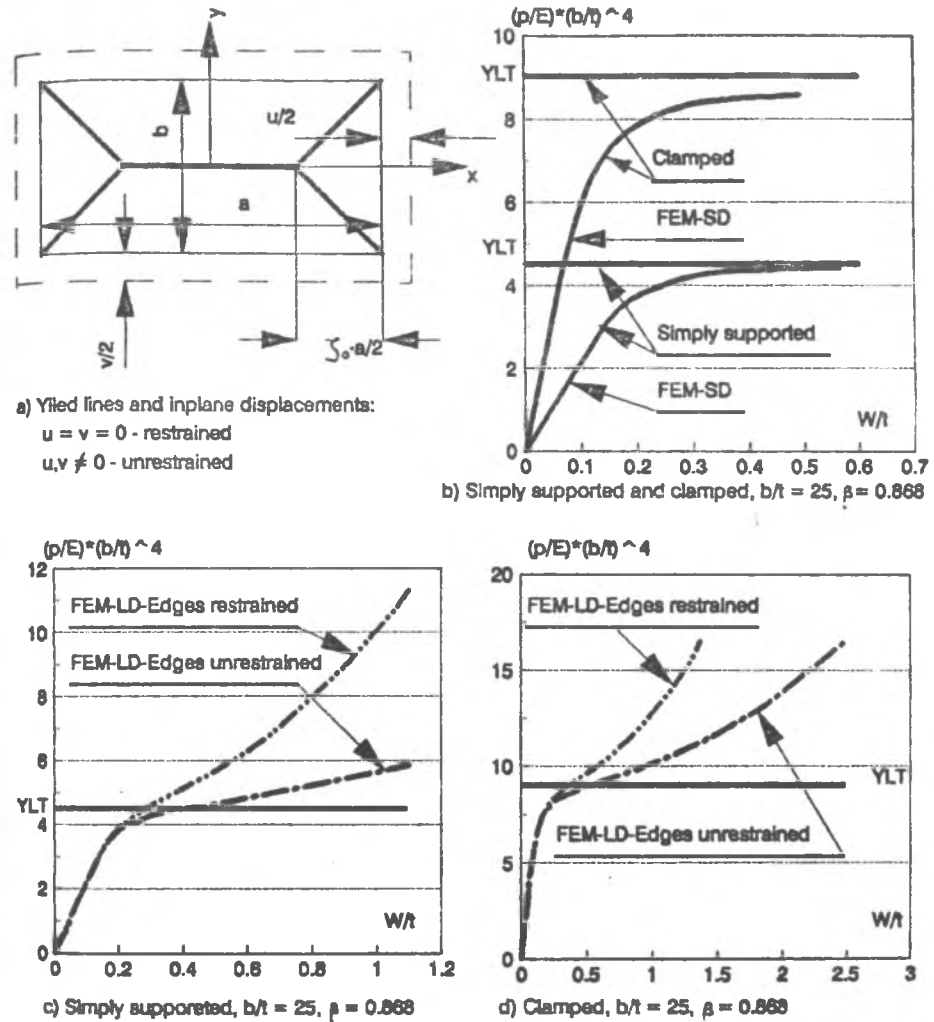 y
b
u/2
x
a
v/2
ζ₀·a/2
a) Yiled lines and inplane displacements:
u = v = 0 - restrained
u,v ≠ 0 - unrestrained
(p/E)*(b/t)^4
10
YLT
8
Clamped
6
FEM-SD
YLT
4
Simply supported
2
FEM-SD
W/t
0
0 0.1 0.2 0.3 0.4 0.5 0.6 0.7
b) Simply supported and clamped, b/t = 25, β = 0.868
(p/E)*(b/t)^4
12
FEM-LD-Edges restrained
10
FEM-LD-Edges unrestrained
8
6
YLT
4
2
W/t
0
0 0.2 0.4 0.6 0.8 1 1.2
c) Simply supporeted, b/t = 25, β = 0.868
(p/E)*(b/t)^4
20
FEM-LD-Edges restrained
15
10
YLT
FEM-LD-Edges unrestrained
5
W/t
0
0 0.5 1 1.5 2 2.5 3
d) Clamped, b/t = 25, β = 0.868